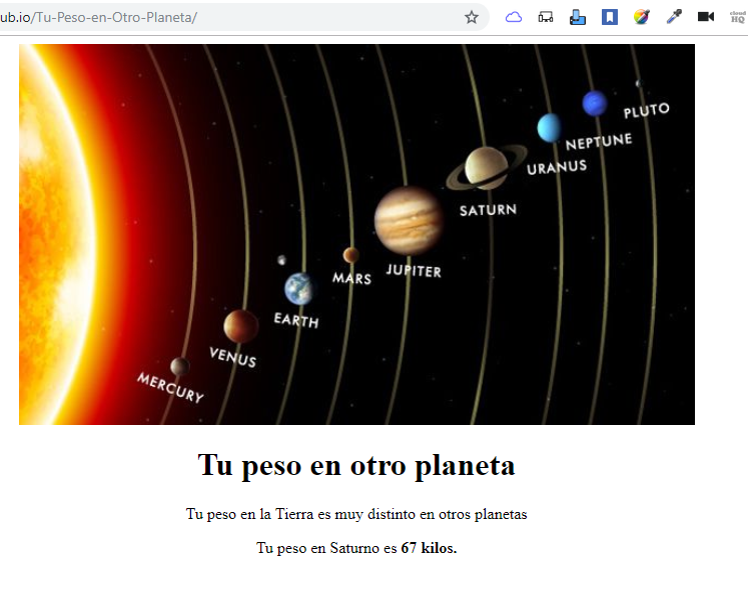 ub.io/Tu-Peso-en-Otro-Planeta/
cloud
HQ
PLUTO
NEPTUNE
URANUS
SATURN
JUPITER
MARS
EARTH
VENUS
MERCURY
Tu peso en otro planeta
Tu peso en la Tierra es muy distinto en otros planetas
Tu peso en Saturno es 67 kilos.